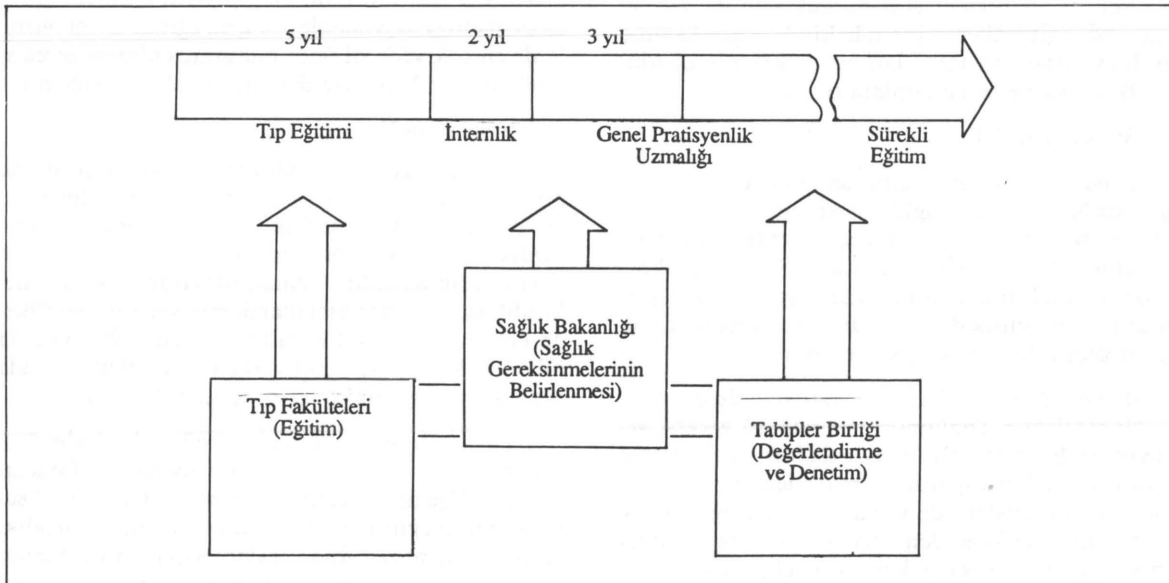 5 yıl
2 yıl
3 yıl
Tıp Eğitimi
İnternlik
Genel Pratisyenlik
Uzmalığı
Sürekli
Eğitim
Sağlık Bakanlığı
(Sağlık
Gereksinmelerinin
Belirlenmesi)
Tıp Fakülteleri
(Eğitim)
Tabipler Birliği
(Değerlendirme
ve Denetim)